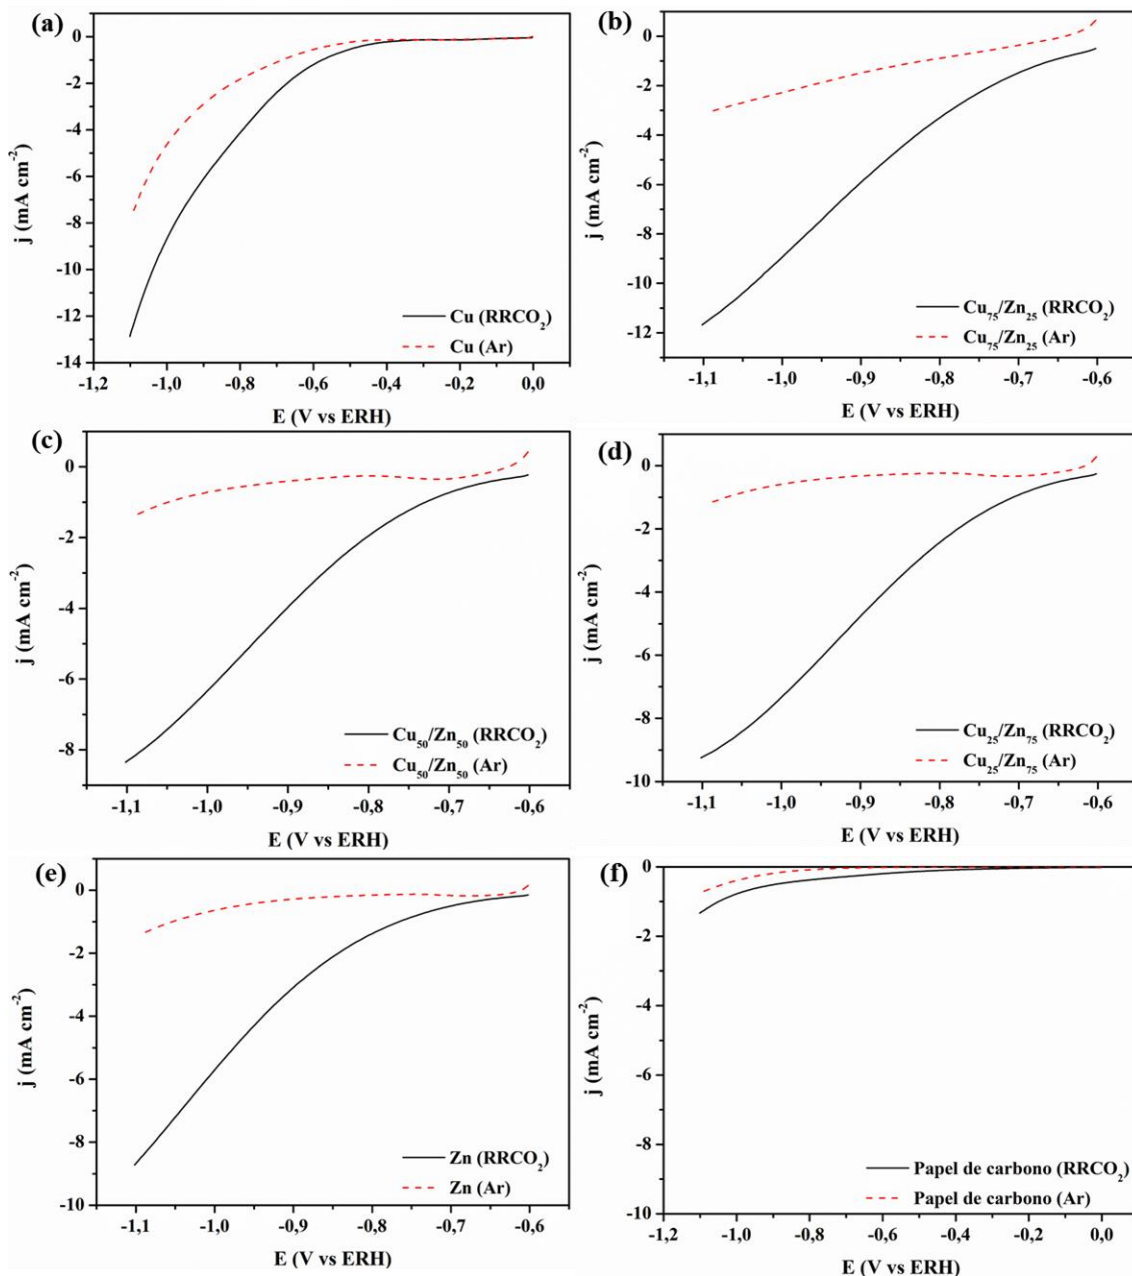 (a)
0
-2
-4
-6
-8
-10
-12
-14
j (mA cm⁻²)
Cu (RRCO₂)
Cu (Ar)
-1,2 -1,0 -0,8 -0,6 -0,4 -0,2 0,0
E (V vs ERH)
(b)
0
-2
-4
-6
-8
-10
-12
j (mA cm⁻²)
Cu₇₅/Zn₂₅ (RRCO₂)
Cu₇₅/Zn₂₅ (Ar)
-1,1 -1,0 -0,9 -0,8 -0,7 -0,6
E (V vs ERH)
(c)
0
-2
-4
-6
-8
j (mA cm⁻²)
Cu₅₀/Zn₅₀ (RRCO₂)
Cu₅₀/Zn₅₀ (Ar)
-1,1 -1,0 -0,9 -0,8 -0,7 -0,6
E (V vs ERH)
(d)
0
-2
-4
-6
-8
-10
j (mA cm⁻²)
Cu₂₅/Zn₇₅ (RRCO₂)
Cu₂₅/Zn₇₅ (Ar)
-1,1 -1,0 -0,9 -0,8 -0,7 -0,6
E (V vs ERH)
(e)
0
-2
-4
-6
-8
-10
j (mA cm⁻²)
Zn (RRCO₂)
Zn (Ar)
-1,1 -1,0 -0,9 -0,8 -0,7 -0,6
E (V vs ERH)
(f)
0
-2
-4
-6
-8
-10
j (mA cm⁻²)
Papel de carbono (RRCO₂)
Papel de carbono (Ar)
-1,2 -1,0 -0,8 -0,6 -0,4 -0,2 0,0
E (V vs ERH)